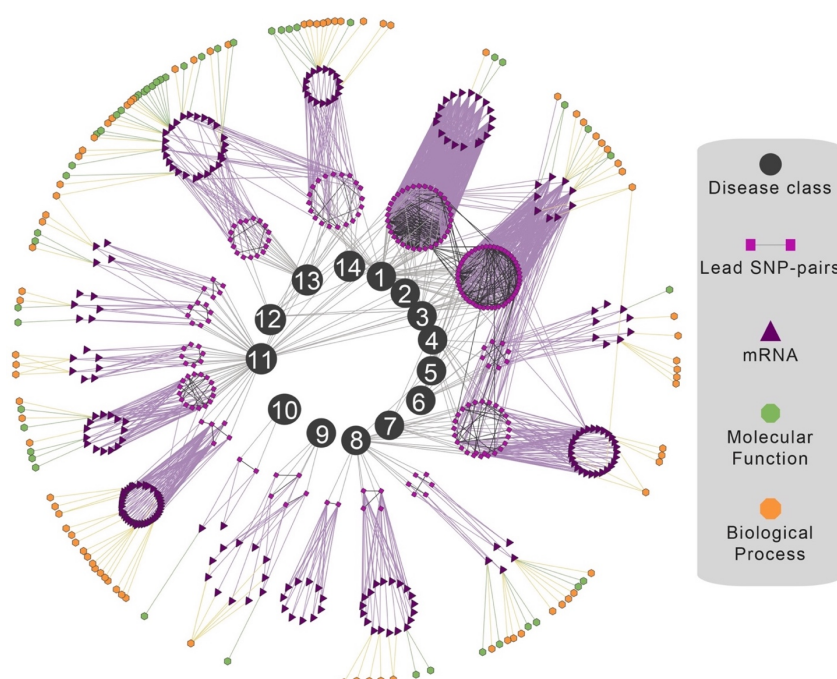 14
1
13
2
3
12
4
11
5
6
10
7
9
8
Disease class
Lead SNP-pairs
mRNA
Molecular
Function
Biological
Process